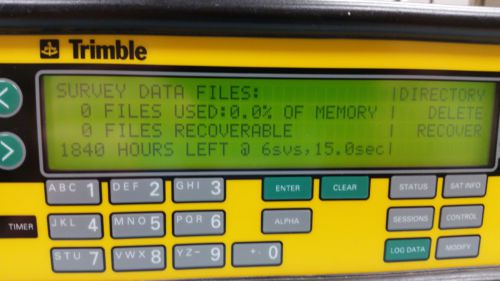 Trimble
SURVEY DATA FILES: |DIRECTORY
0 FILES USED:0.0% OF MEMORY | DELETE
0 FILES RECOVERABLE | RECOVER
1840 HOURS LEFT @ 6svs,15.0sec|
ABC 1 DEF 2 GHI 3 ENTER CLEAR STATUS SAT INFO
TIMER JKL 4 MNO 5 PQR 6 ALPHA SESSIONS CONTROL
STU 7 VWX 8 YZ- 9 +. 0 LOG DATA MODIFY